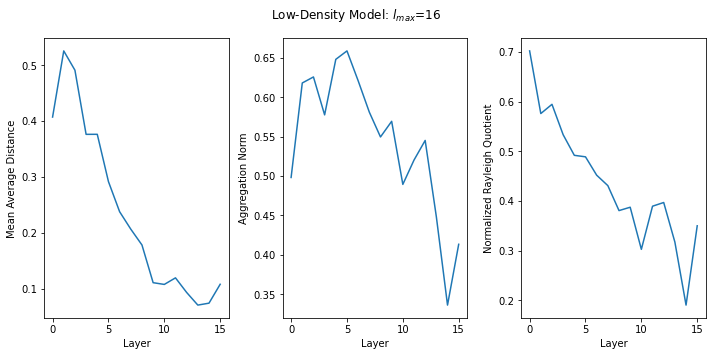 Low-Density Model: l_max=16
Mean Average Distance
0.5
0.4
0.3
0.2
0.1
0 5 10 15
Layer
Aggregation Norm
0.65
0.60
0.55
0.50
0.45
0.40
0.35
0 5 10 15
Layer
Normalized Rayleigh Quotient
0.7
0.6
0.5
0.4
0.3
0.2
0 5 10 15
Layer